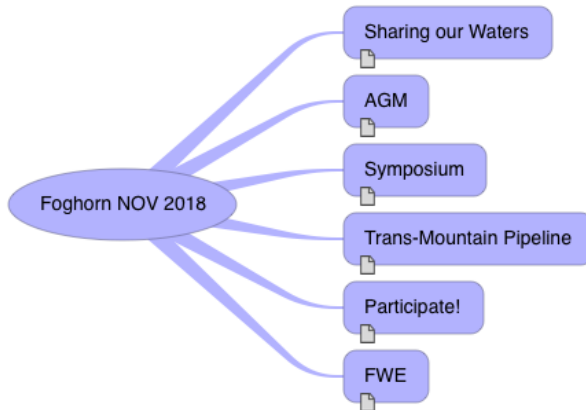 Sharing our Waters
AGM
Symposium
Foghorn NOV 2018
Trans-Mountain Pipeline
Participate!
FWE